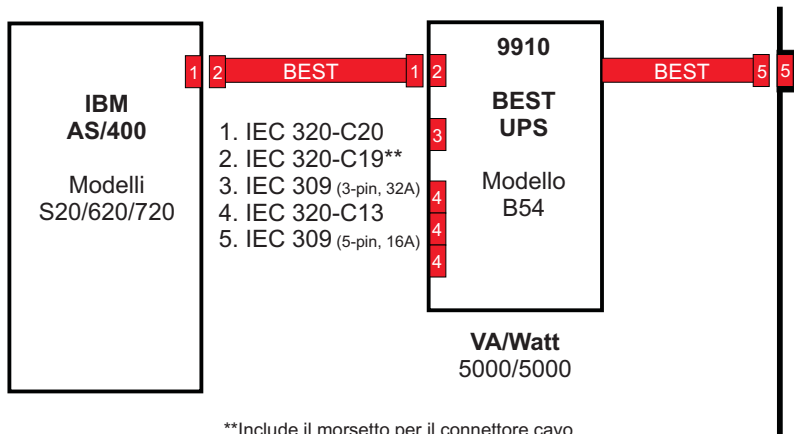 IBM
AS/400
Modelli
S20/620/720
1
2
BEST
1
1. IEC 320-C20
2. IEC 320-C19**
3. IEC 309 (3-pin, 32A)
4. IEC 320-C13
5. IEC 309 (5-pin, 16A)
2
3
4
4
4
9910
BEST
UPS
Modello
B54
VA/Watt
5000/5000
BEST
5
5
**Include il morsetto per il connettore cavo